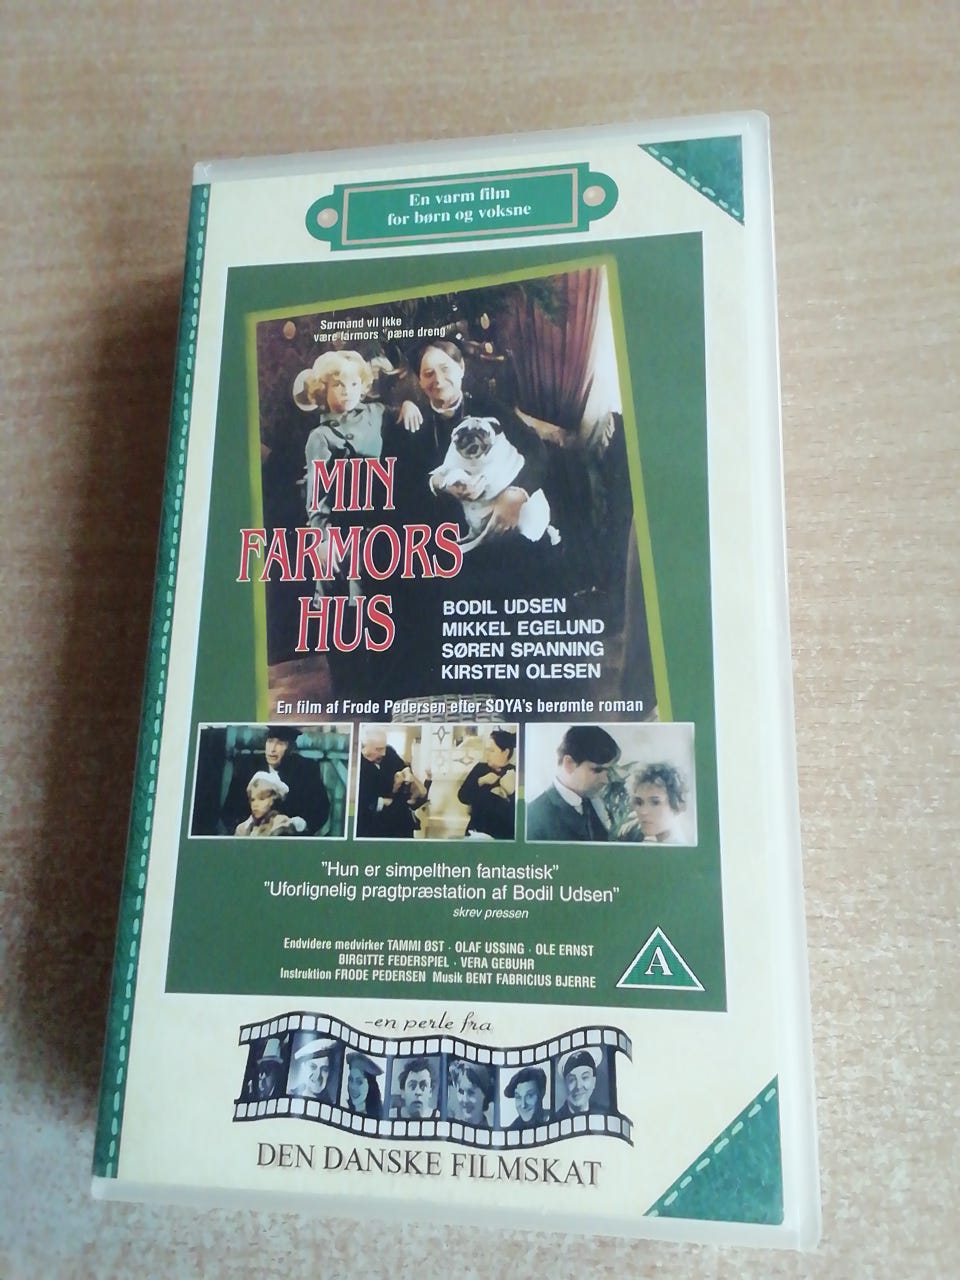 En varm film
for børn og voksne
Sørmand vil ikke
være farmors "pæne dreng"
MIN
FARMORS
HUS
BODIL UDSEN
MIKKEL EGELUND
SØREN SPANNING
KIRSTEN OLESEN
En film af Frode Pedersen efter SOYA's berømte roman
"Hun er simpelthen fantastisk"
"Uforlignelig pragtpræstation af Bodil Udsen"
skrev pressen
Endvidere medvirker TAMMI ØST · OLAF USSING · OLE ERNST
BIRGITTE FEDERSPIEL · VERA GEBUHR
Instruktion FRODE PEDERSEN Musik BENT FABRICIUS BJERRE
A
-en perle fra
DEN DANSKE FILMSKAT